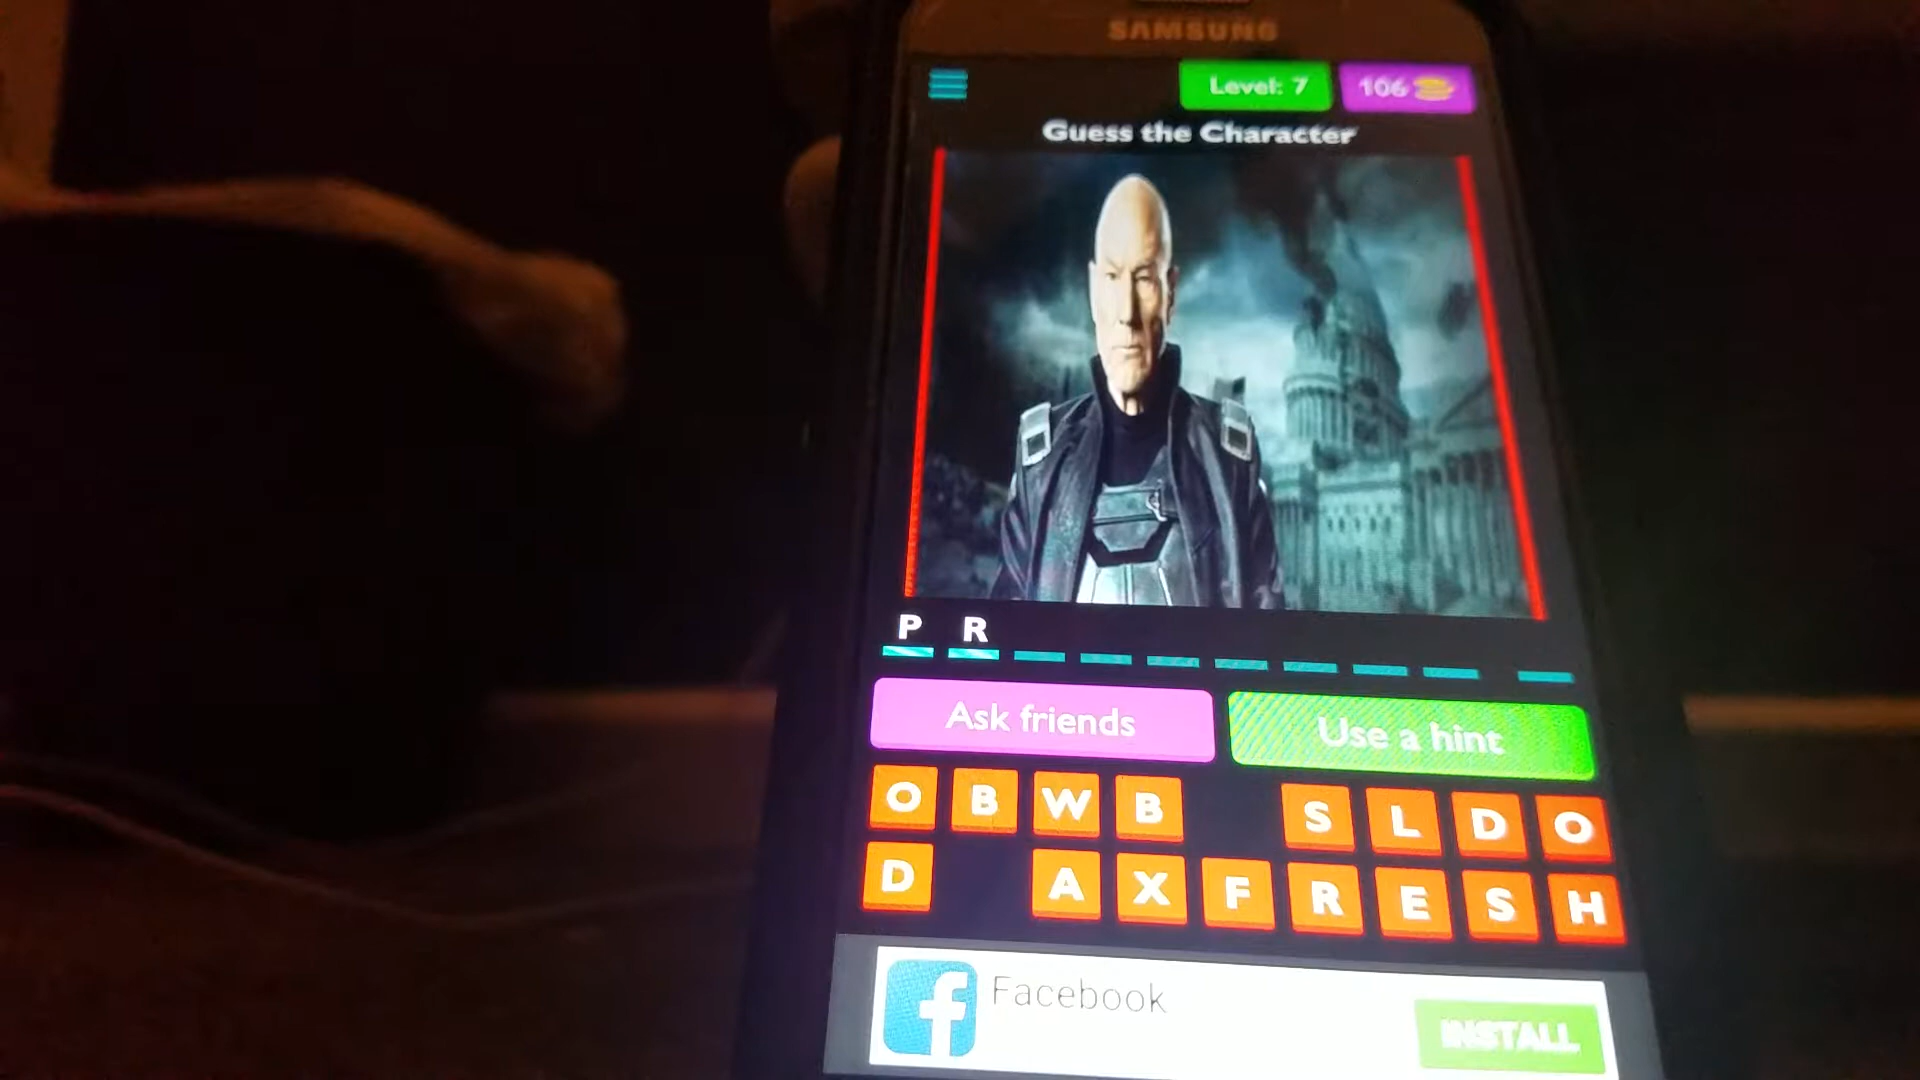 SAMSUNG
Level: 7 106
Guess the Character
P R
Ask friends Use a hint
O B W B S L D O
D A X F R E S H
Facebook
INSTALL